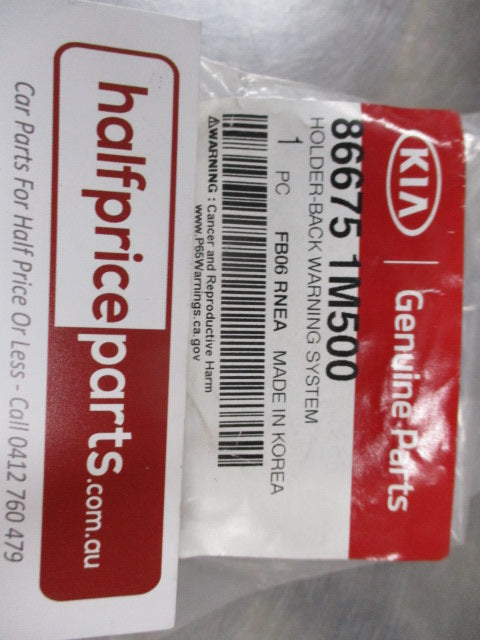 KIA | Genuine Parts
86675 1M500
HOLDER-BACK WARNING SYSTEM
1 PC FB06 RNEA MADE IN KOREA
⚠WARNING : Cancer and Reproductive Harm
www.P65Warnings.ca.gov
halfpriceparts.com.au
Car Parts For Half Price Or Less - Call 0412 760 479